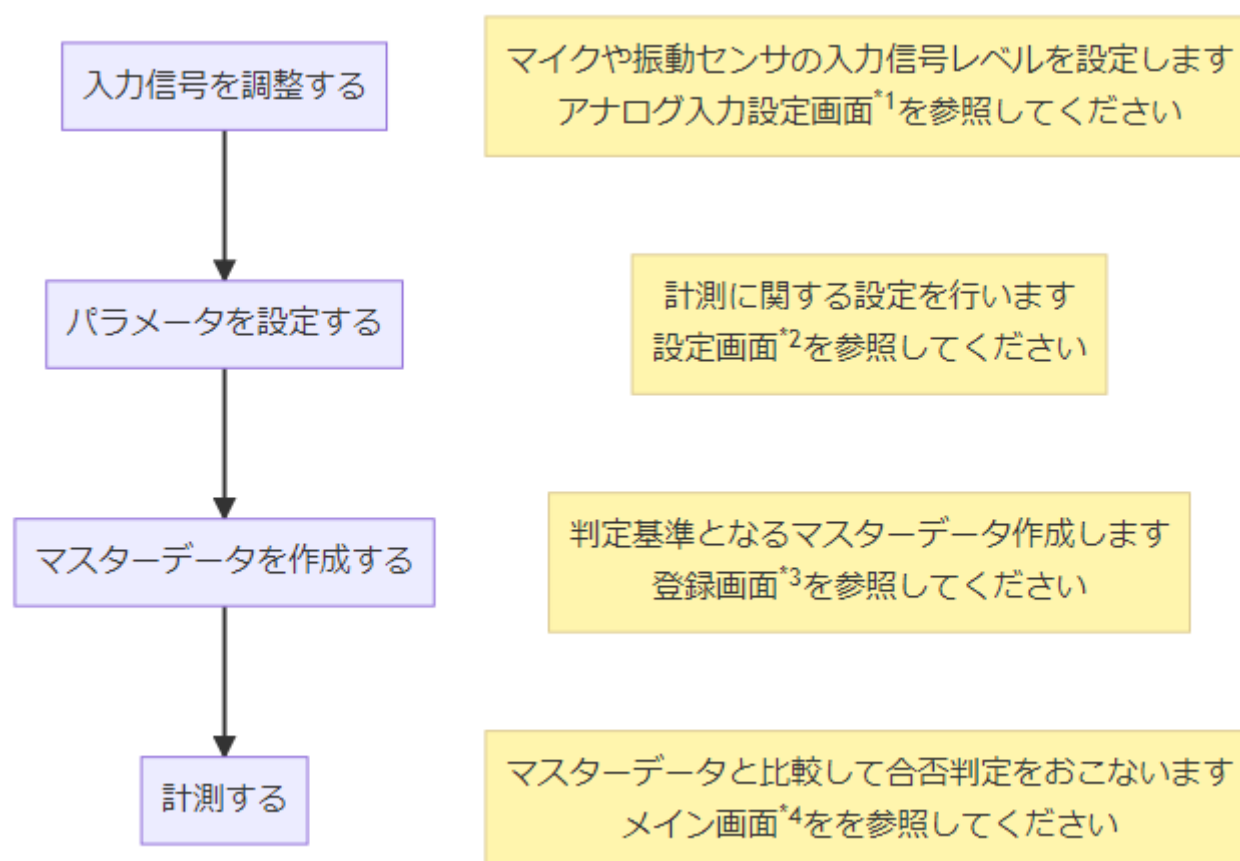 入力信号を調整する
マイクや振動センサの入力信号レベルを設定します
アナログ入力設定画面*1を参照してください
パラメータを設定する
計測に関する設定を行います
設定画面*2を参照してください
マスターデータを作成する
判定基準となるマスターデータ作成します
登録画面*3を参照してください
計測する
マスターデータと比較して合否判定をおこないます
メイン画面*4をを参照してください